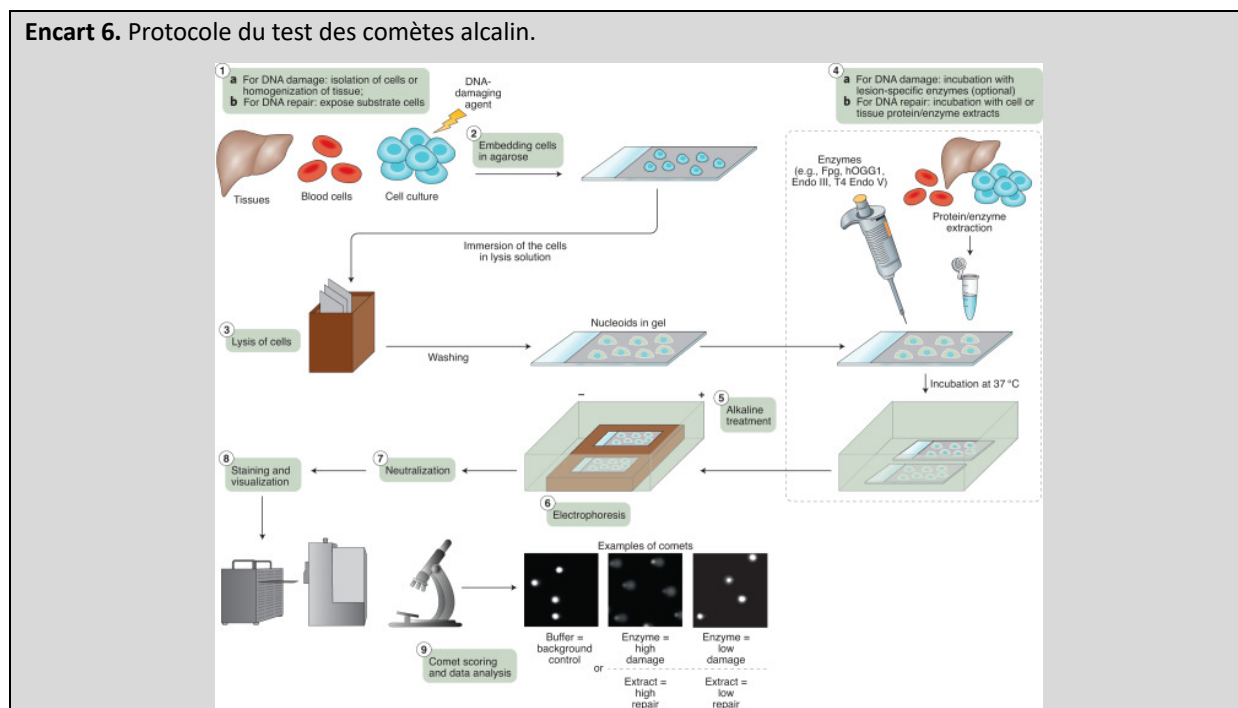 Encart 6. Protocole du test des comètes alcalin.
1
a For DNA damage: isolation of cells or
homogenization of tissue;
b For DNA repair: expose substrate cells
DNA-
damaging
agent
2
Embedding cells
in agarose
Tissues
Blood cells
Cell culture
4
a For DNA damage: incubation with
lesion-specific enzymes (optional)
b For DNA repair: incubation with cell or
tissue protein/enzyme extracts
Enzymes
(e.g., Fpg, hOGG1,
Endo III, T4 Endo V)
Protein/enzyme
extraction
Immersion of the cells
in lysis solution
3
Lysis of cells
Washing
Nucleoids in gel
Incubation at 37 °C
– +
5
Alkaline
treatment
6
Electrophoresis
7
Neutralization
8
Staining and
visualization
9
Comet scoring
and data analysis
Examples of comets
Buffer =
background
control
Enzyme =
high
damage
Enzyme =
low
damage
or
Extract =
high
repair
Extract =
low
repair